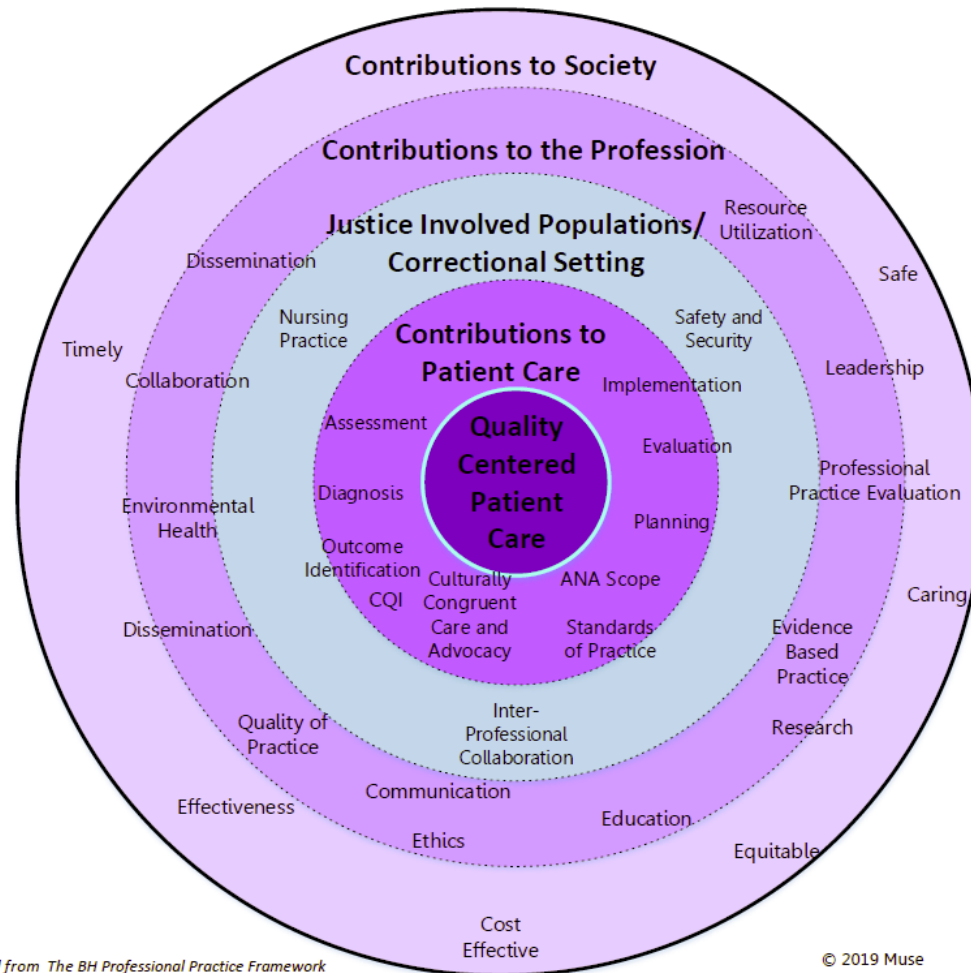 Contributions to Society
Contributions to the Profession
Resource
Utilization
Justice Involved Populations/
Correctional Setting
Dissemination
Safe
Nursing
Practice
Safety and
Security
Contributions to
Patient Care
Timely
Collaboration
Leadership
Implementation
Assessment
Quality
Centered
Patient
Care
Evaluation
Professional
Practice Evaluation
Diagnosis
Environmental
Health
Planning
Outcome
Identification
CQI
Culturally
Congruent
Care and
Advocacy
ANA Scope
Standards
of Practice
Caring
Dissemination
Evidence
Based
Practice
Inter-
Professional
Collaboration
Quality of
Practice
Research
Communication
Effectiveness
Education
Ethics
Equitable
Cost
Effective
from The BH Professional Practice Framework
© 2019 Muse